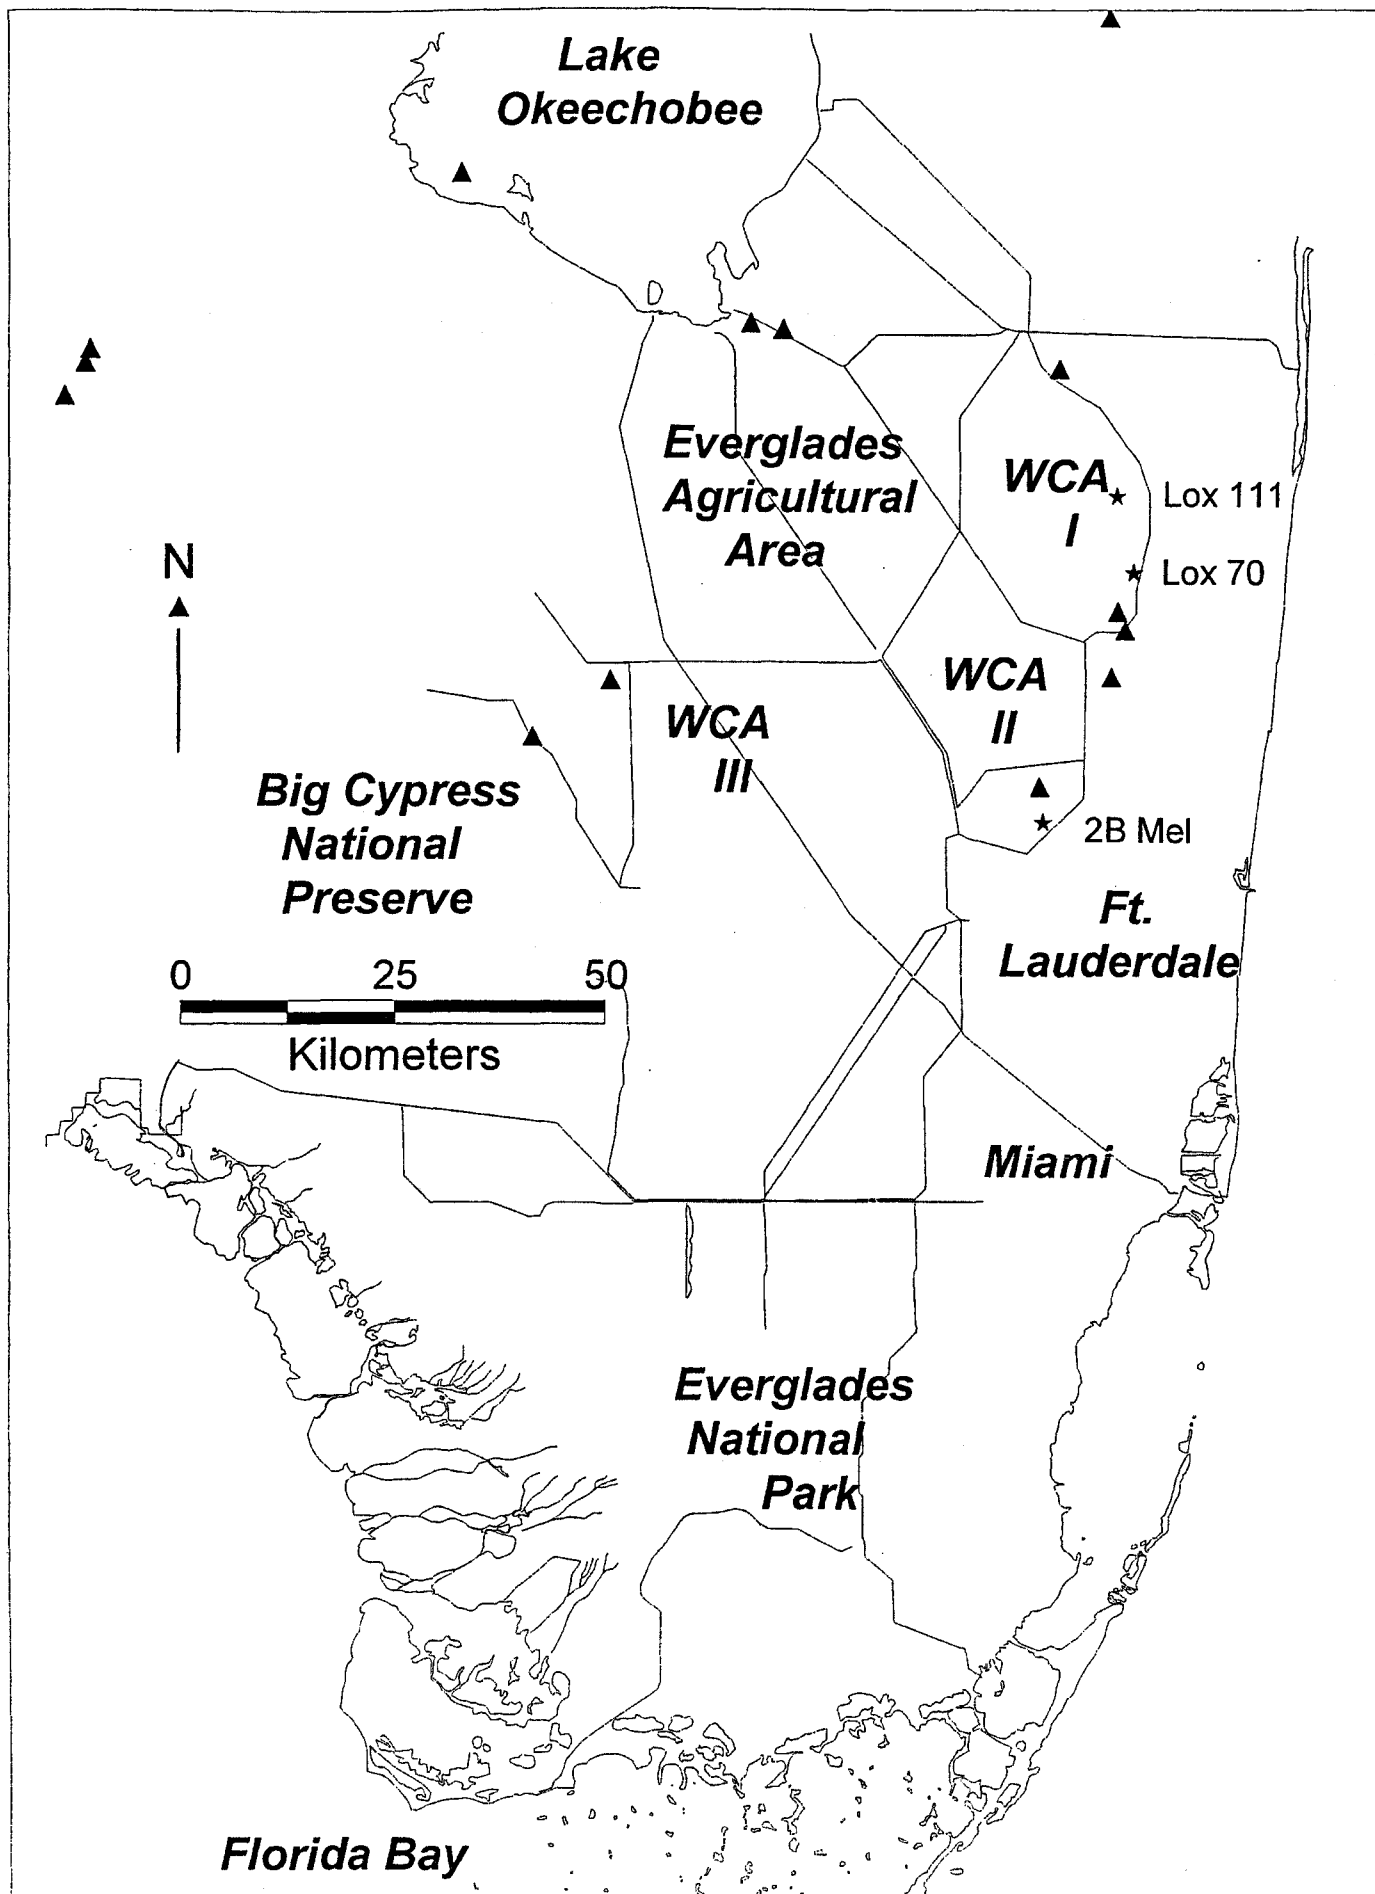 Lake
Okeechobee
Everglades
Agricultural
Area
WCA
I
Lox 111
Lox 70
N
WCA
II
WCA
III
2B Mel
Big Cypress
National
Preserve
Ft.
Lauderdale
0 25 50
Kilometers
Miami
Everglades
National
Park
Florida Bay